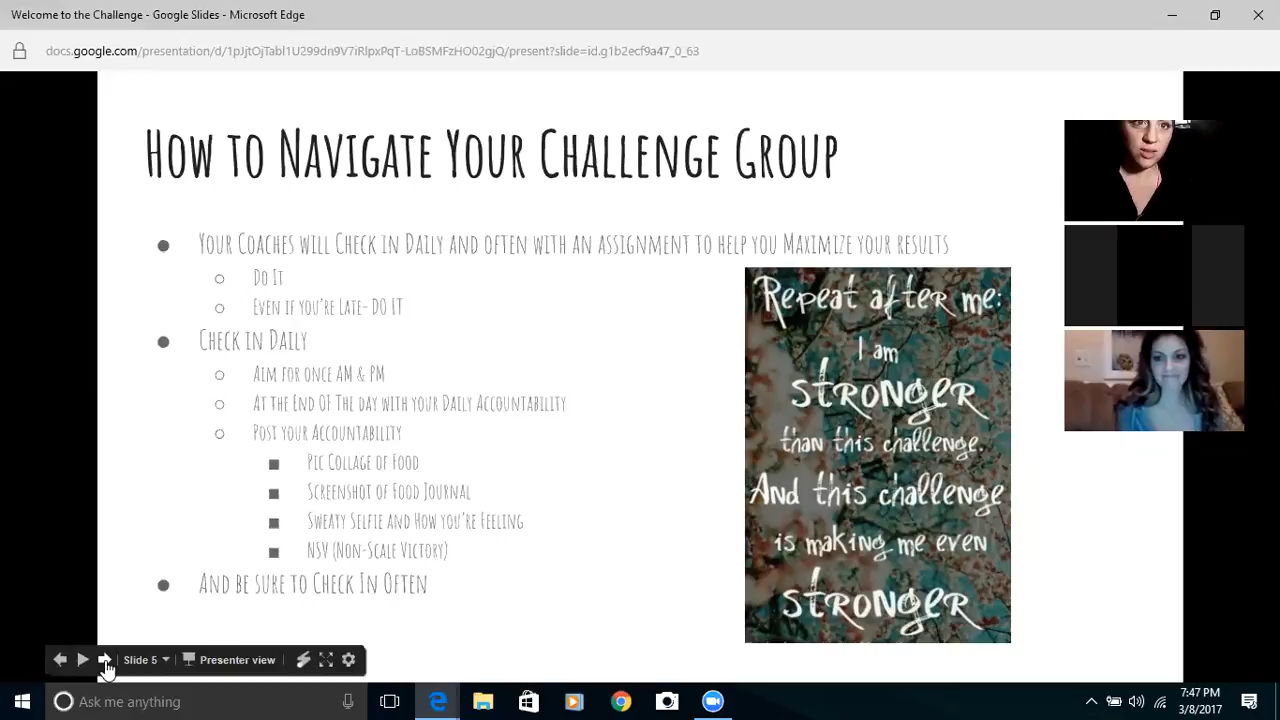 Welcome to the Challenge - Google Slides - Microsoft Edge
docs.google.com/presentation/d/1pJjtOjTabl1U299dn9V7iRlpxPqT-LoBSMFzHO02gjQ/present?slide=id.g1b2ecf9a47_0_63
How to Navigate Your Challenge Group
● Your Coaches will Check in Daily and often with an assignment to help you Maximize your results
○ Do It
○ Even if you're Late- DO IT
● Check in Daily
○ Aim for once AM & PM
○ At the End Of The day with your Daily Accountability
○ Post your Accountability
■ Pic Collage of Food
■ Screenshot of Food Journal
■ Sweaty Selfie and How you're Feeling
■ NSV (Non-Scale Victory)
● And be sure to Check In Often
Repeat after me:
I am
stronger
than this challenge.
And this challenge
is making me even
stronger
Slide 5
Presenter view
Ask me anything
7:47 PM
3/8/2017